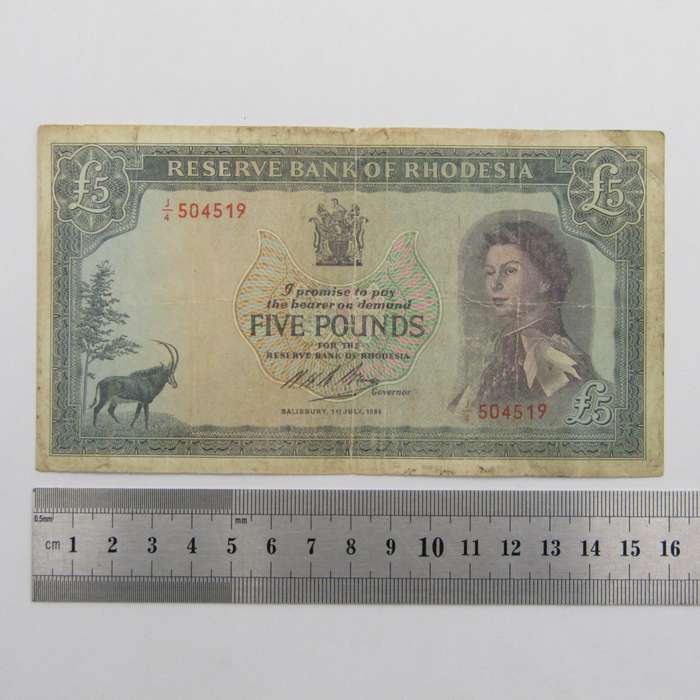 £5 £5
RESERVE BANK OF RHODESIA
J/4 504519
I promise to pay
the bearer on demand
FIVE POUNDS
FOR THE
RESERVE BANK OF RHODESIA
Governor
J/4 504519 £5
SALISBURY, 1ST JULY, 1966
0.5mm mm
cm 1 2 3 4 5 6 7 8 9 10 11 12 13 14 15 16